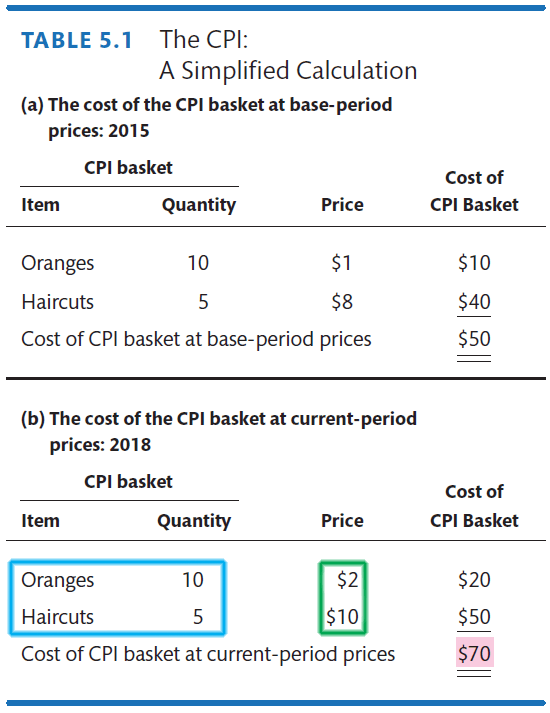 TABLE 5.1 The CPI:
A Simplified Calculation
(a) The cost of the CPI basket at base-period
prices: 2015
CPI basket
Cost of
Item Quantity Price CPI Basket
Oranges 10 $1 $10
Haircuts 5 $8 $40
Cost of CPI basket at base-period prices $50
(b) The cost of the CPI basket at current-period
prices: 2018
CPI basket
Cost of
Item Quantity Price CPI Basket
Oranges 10 $2 $20
Haircuts 5 $10 $50
Cost of CPI basket at current-period prices $70